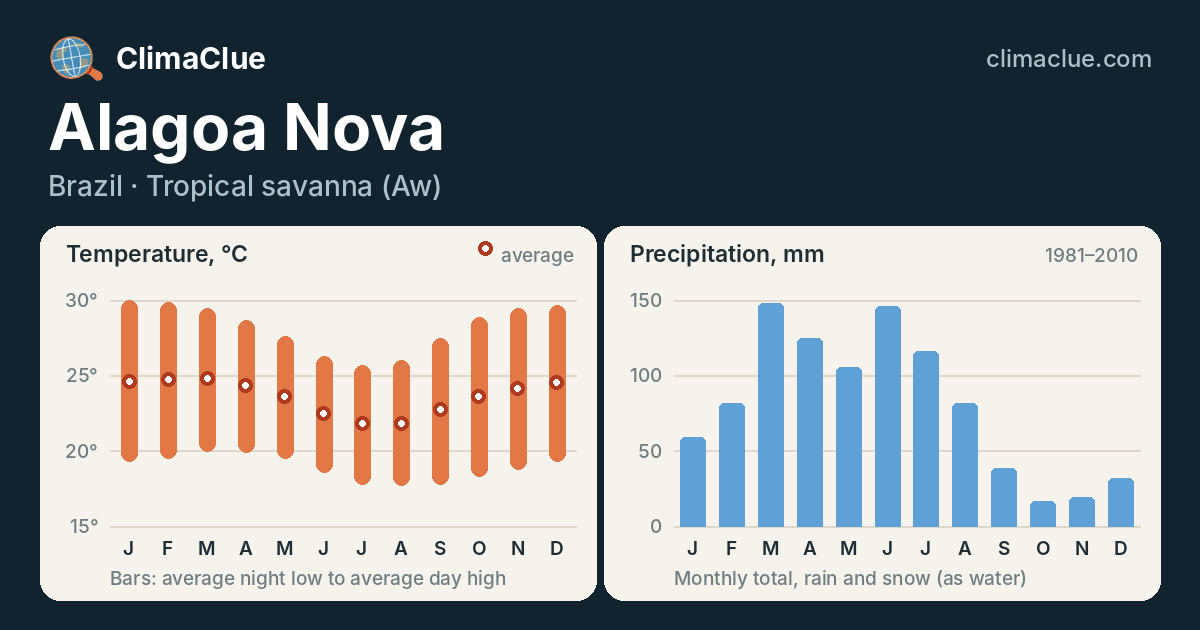 ClimaClue
climaclue.com
Alagoa Nova
Brazil · Tropical savanna (Aw)
Temperature, °C
average
30°
25°
20°
15°
J F M A M J J A S O N D
Bars: average night low to average day high
Precipitation, mm
1981–2010
150
100
50
0
J F M A M J J A S O N D
Monthly total, rain and snow (as water)